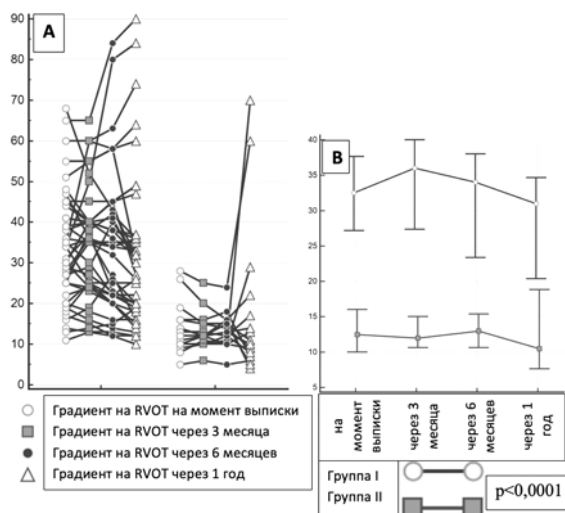 A
90
80
70
60
50
40
30
20
10
0
Градиент на RVOT на момент выписки
Градиент на RVOT через 3 месяца
Градиент на RVOT через 6 месяцев
Градиент на RVOT через 1 год
B
40
35
30
25
20
15
10
5
на
момент
выписки
через 3
месяца
через 6
месяцев
через 1
год
Группа I
Группа II
p<0,0001